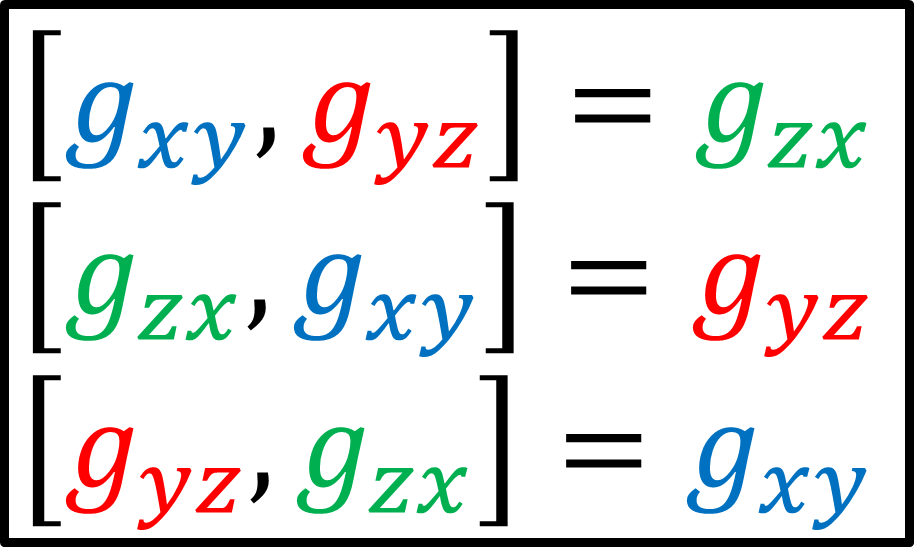 [g_{xy}, g_{yz}] = g_{zx}
[g_{zx}, g_{xy}] = g_{yz}
[g_{yz}, g_{zx}] = g_{xy}